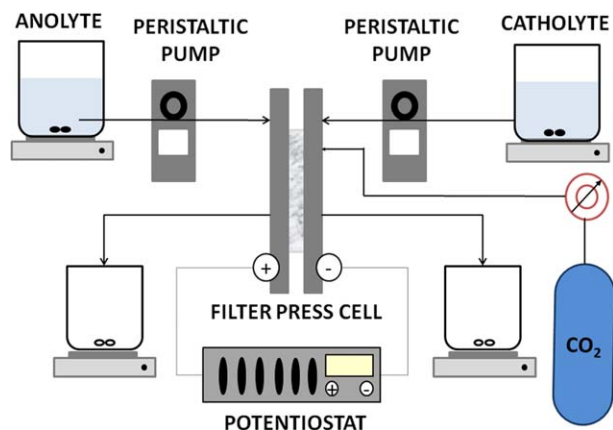 ANOLYTE
PERISTALTIC
PUMP
PERISTALTIC
PUMP
CATHOLYTE
+
-
FILTER PRESS CELL
CO₂
+
-
POTENTIOSTAT